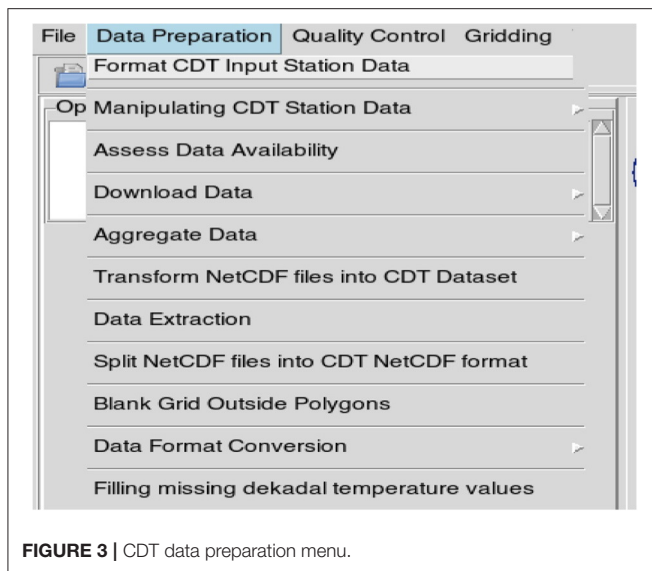 File Data Preparation Quality Control Gridding
Format CDT Input Station Data
Op
Manipulating CDT Station Data
Assess Data Availability
Download Data
Aggregate Data
Transform NetCDF files into CDT Dataset
Data Extraction
Split NetCDF files into CDT NetCDF format
Blank Grid Outside Polygons
Data Format Conversion
Filling missing dekadal temperature values
FIGURE 3 | CDT data preparation menu.